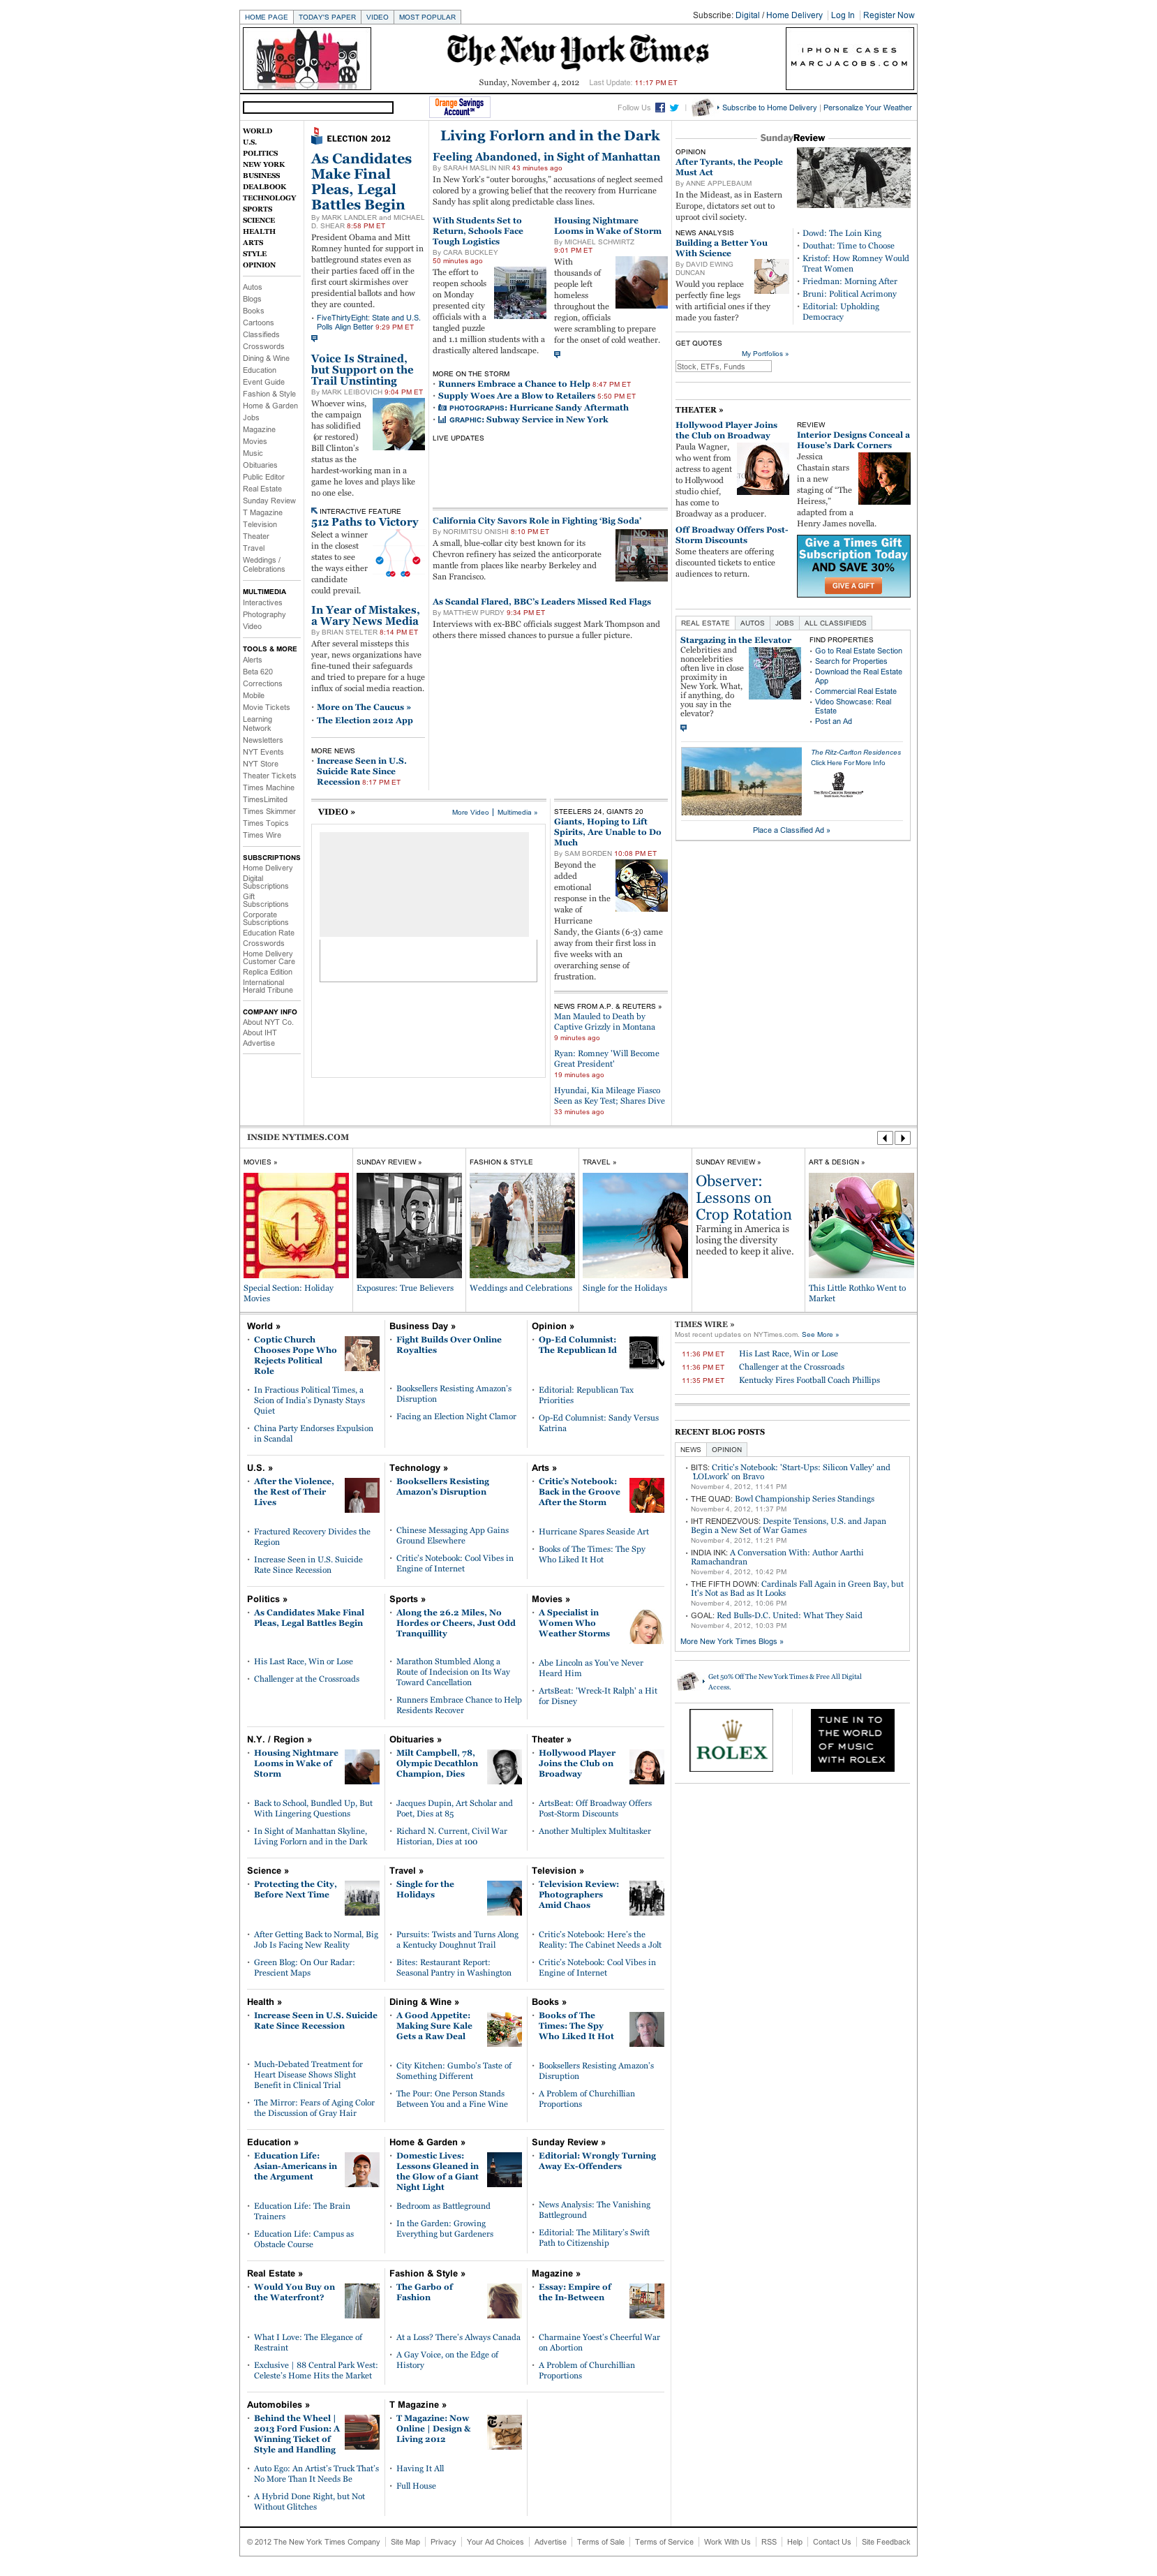 HOME PAGE TODAY'S PAPER VIDEO MOST POPULAR
Subscribe: Digital / Home Delivery Log In Register Now
The New York Times
Sunday, November 4, 2012 Last Update: 11:17 PM ET
IPHONE CASES
MARCJACOBS.COM
Orange Savings
Account
Follow Us
Subscribe to Home Delivery | Personalize Your Weather
WORLD
U.S.
POLITICS
NEW YORK
BUSINESS
DEALBOOK
TECHNOLOGY
SPORTS
SCIENCE
HEALTH
ARTS
STYLE
OPINION
Autos
Blogs
Books
Cartoons
Classifieds
Crosswords
Dining & Wine
Education
Event Guide
Fashion & Style
Home & Garden
Jobs
Magazine
Movies
Music
Obituaries
Public Editor
Real Estate
Sunday Review
T Magazine
Television
Theater
Travel
Weddings /
Celebrations
MULTIMEDIA
Interactives
Photography
Video
TOOLS & MORE
Alerts
Beta 620
Corrections
Mobile
Movie Tickets
Learning
Network
Newsletters
NYT Events
NYT Store
Theater Tickets
Times Machine
TimesLimited
Times Skimmer
Times Topics
Times Wire
SUBSCRIPTIONS
Home Delivery
Digital
Subscriptions
Gift
Subscriptions
Corporate
Subscriptions
Education Rate
Crosswords
Home Delivery
Customer Care
Replica Edition
International
Herald Tribune
COMPANY INFO
About NYT Co.
About IHT
Advertise
ELECTION 2012
As Candidates
Make Final
Pleas, Legal
Battles Begin
By MARK LANDLER and MICHAEL
D. SHEAR 8:58 PM ET
President Obama and Mitt
Romney hunted for support in
battleground states even as
their parties faced off in the
first court skirmishes over
presidential ballots and how
they are counted.
· FiveThirtyEight: State and U.S.
Polls Align Better 9:29 PM ET
Voice Is Strained,
but Support on the
Trail Unstinting
By MARK LEIBOVICH 9:04 PM ET
Whoever wins,
the campaign
has solidified
(or restored)
Bill Clinton's
status as the
hardest-working man in a
game he loves and plays like
no one else.
INTERACTIVE FEATURE
512 Paths to Victory
Select a winner
in the closest
states to see
the ways either
candidate
could prevail.
In Year of Mistakes,
a Wary News Media
By BRIAN STELTER 8:14 PM ET
After several missteps this
year, news organizations have
fine-tuned their safeguards
and tried to prepare for a huge
influx of social media reaction.
· More on The Caucus »
· The Election 2012 App
MORE NEWS
· Increase Seen in U.S.
Suicide Rate Since
Recession 8:17 PM ET
Living Forlorn and in the Dark
Feeling Abandoned, in Sight of Manhattan
By SARAH MASLIN NIR 43 minutes ago
In New York's “outer boroughs,” accusations of neglect seemed
colored by a growing belief that the recovery from Hurricane
Sandy has split along predictable class lines.
With Students Set to
Return, Schools Face
Tough Logistics
By CARA BUCKLEY
50 minutes ago
The effort to
reopen schools
on Monday
presented city
officials with a
tangled puzzle
and 1.1 million students with a
drastically altered landscape.
Housing Nightmare
Looms in Wake of Storm
By MICHAEL SCHWIRTZ
9:01 PM ET
With
thousands of
people left
homeless
throughout the
region, officials
were scrambling to prepare
for the onset of cold weather.
MORE ON THE STORM
· Runners Embrace a Chance to Help 8:47 PM ET
· Supply Woes Are a Blow to Retailers 5:50 PM ET
· PHOTOGRAPHS: Hurricane Sandy Aftermath
· GRAPHIC: Subway Service in New York
LIVE UPDATES
California City Savors Role in Fighting ‘Big Soda’
By NORIMITSU ONISHI 8:10 PM ET
A small, blue-collar city best known for its
Chevron refinery has seized the anticorporate
mantle from places like nearby Berkeley and
San Francisco.
As Scandal Flared, BBC's Leaders Missed Red Flags
By MATTHEW PURDY 9:34 PM ET
Interviews with ex-BBC officials suggest Mark Thompson and
others there missed chances to pursue a fuller picture.
VIDEO » More Video | Multimedia »
STEELERS 24, GIANTS 20
Giants, Hoping to Lift
Spirits, Are Unable to Do
Much
By SAM BORDEN 10:08 PM ET
Beyond the
added
emotional
response in the
wake of
Hurricane
Sandy, the Giants (6-3) came
away from their first loss in
five weeks with an
overarching sense of
frustration.
NEWS FROM A.P. & REUTERS »
Man Mauled to Death by
Captive Grizzly in Montana
9 minutes ago
Ryan: Romney 'Will Become
Great President'
19 minutes ago
Hyundai, Kia Mileage Fiasco
Seen as Key Test; Shares Dive
33 minutes ago
SundayReview
OPINION
After Tyrants, the People
Must Act
By ANNE APPLEBAUM
In the Mideast, as in Eastern
Europe, dictators set out to
uproot civil society.
NEWS ANALYSIS
Building a Better You
With Science
By DAVID EWING
DUNCAN
Would you replace
perfectly fine legs
with artificial ones if they
made you faster?
· Dowd: The Loin King
· Douthat: Time to Choose
· Kristof: How Romney Would
Treat Women
· Friedman: Morning After
· Bruni: Political Acrimony
· Editorial: Upholding
Democracy
GET QUOTES
My Portfolios »
Stock, ETFs, Funds
THEATER »
Hollywood Player Joins
the Club on Broadway
Paula Wagner,
who went from
actress to agent
to Hollywood
studio chief,
has come to
Broadway as a producer.
Off Broadway Offers Post-
Storm Discounts
Some theaters are offering
discounted tickets to entice
audiences to return.
REVIEW
Interior Designs Conceal a
House's Dark Corners
Jessica
Chastain stars
in a new
staging of “The
Heiress,”
adapted from a
Henry James novella.
Give a Times Gift
Subscription Today
AND SAVE 30%
GIVE A GIFT
REAL ESTATE AUTOS JOBS ALL CLASSIFIEDS
Stargazing in the Elevator
Celebrities and
noncelebrities
often live in close
proximity in
New York. What,
if anything, do
you say in the
elevator?
FIND PROPERTIES
· Go to Real Estate Section
· Search for Properties
· Download the Real Estate
App
· Commercial Real Estate
· Video Showcase: Real
Estate
· Post an Ad
The Ritz-Carlton Residences
Click Here For More Info
Place a Classified Ad »
INSIDE NYTIMES.COM
MOVIES »
1
Special Section: Holiday
Movies
SUNDAY REVIEW »
Exposures: True Believers
FASHION & STYLE
Weddings and Celebrations
TRAVEL »
Single for the Holidays
SUNDAY REVIEW »
Observer:
Lessons on
Crop Rotation
Farming in America is
losing the diversity
needed to keep it alive.
ART & DESIGN »
This Little Rothko Went to
Market
World »
· Coptic Church
Chooses Pope Who
Rejects Political
Role
· In Fractious Political Times, a
Scion of India's Dynasty Stays
Quiet
· China Party Endorses Expulsion
in Scandal
Business Day »
· Fight Builds Over Online
Royalties
· Booksellers Resisting Amazon's
Disruption
· Facing an Election Night Clamor
Opinion »
· Op-Ed Columnist:
The Republican Id
· Editorial: Republican Tax
Priorities
· Op-Ed Columnist: Sandy Versus
Katrina
U.S. »
· After the Violence,
the Rest of Their
Lives
· Fractured Recovery Divides the
Region
· Increase Seen in U.S. Suicide
Rate Since Recession
Technology »
· Booksellers Resisting
Amazon's Disruption
· Chinese Messaging App Gains
Ground Elsewhere
· Critic's Notebook: Cool Vibes in
Engine of Internet
Arts »
· Critic's Notebook:
Back in the Groove
After the Storm
· Hurricane Spares Seaside Art
· Books of The Times: The Spy
Who Liked It Hot
Politics »
· As Candidates Make Final
Pleas, Legal Battles Begin
· His Last Race, Win or Lose
· Challenger at the Crossroads
Sports »
· Along the 26.2 Miles, No
Hordes or Cheers, Just Odd
Tranquillity
· Marathon Stumbled Along a
Route of Indecision on Its Way
Toward Cancellation
· Runners Embrace Chance to Help
Residents Recover
Movies »
· A Specialist in
Women Who
Weather Storms
· Abe Lincoln as You've Never
Heard Him
· ArtsBeat: 'Wreck-It Ralph' a Hit
for Disney
N.Y. / Region »
· Housing Nightmare
Looms in Wake of
Storm
· Back to School, Bundled Up, But
With Lingering Questions
· In Sight of Manhattan Skyline,
Living Forlorn and in the Dark
Obituaries »
· Milt Campbell, 78,
Olympic Decathlon
Champion, Dies
· Jacques Dupin, Art Scholar and
Poet, Dies at 85
· Richard N. Current, Civil War
Historian, Dies at 100
Theater »
· Hollywood Player
Joins the Club on
Broadway
· ArtsBeat: Off Broadway Offers
Post-Storm Discounts
· Another Multiplex Multitasker
Science »
· Protecting the City,
Before Next Time
· After Getting Back to Normal, Big
Job Is Facing New Reality
· Green Blog: On Our Radar:
Prescient Maps
Travel »
· Single for the
Holidays
· Pursuits: Twists and Turns Along
a Kentucky Doughnut Trail
· Bites: Restaurant Report:
Seasonal Pantry in Washington
Television »
· Television Review:
Photographers
Amid Chaos
· Critic's Notebook: Here's the
Reality: The Cabinet Needs a Jolt
· Critic's Notebook: Cool Vibes in
Engine of Internet
Health »
· Increase Seen in U.S. Suicide
Rate Since Recession
· Much-Debated Treatment for
Heart Disease Shows Slight
Benefit in Clinical Trial
· The Mirror: Fears of Aging Color
the Discussion of Gray Hair
Dining & Wine »
· A Good Appetite:
Making Sure Kale
Gets a Raw Deal
· City Kitchen: Gumbo's Taste of
Something Different
· The Pour: One Person Stands
Between You and a Fine Wine
Books »
· Books of The
Times: The Spy
Who Liked It Hot
· Booksellers Resisting Amazon's
Disruption
· A Problem of Churchillian
Proportions
Education »
· Education Life:
Asian-Americans in
the Argument
· Education Life: The Brain
Trainers
· Education Life: Campus as
Obstacle Course
Home & Garden »
· Domestic Lives:
Lessons Gleaned in
the Glow of a Giant
Night Light
· Bedroom as Battleground
· In the Garden: Growing
Everything but Gardeners
Sunday Review »
· Editorial: Wrongly Turning
Away Ex-Offenders
· News Analysis: The Vanishing
Battleground
· Editorial: The Military's Swift
Path to Citizenship
Real Estate »
· Would You Buy on
the Waterfront?
· What I Love: The Elegance of
Restraint
· Exclusive | 88 Central Park West:
Celeste's Home Hits the Market
Fashion & Style »
· The Garbo of
Fashion
· At a Loss? There's Always Canada
· A Gay Voice, on the Edge of
History
Magazine »
· Essay: Empire of
the In-Between
· Charmaine Yoest's Cheerful War
on Abortion
· A Problem of Churchillian
Proportions
Automobiles »
· Behind the Wheel |
2013 Ford Fusion: A
Winning Ticket of
Style and Handling
· Auto Ego: An Artist's Truck That's
No More Than It Needs Be
· A Hybrid Done Right, but Not
Without Glitches
T Magazine »
· T Magazine: Now
Online | Design &
Living 2012
· Having It All
· Full House
TIMES WIRE »
Most recent updates on NYTimes.com. See More »
11:36 PM ET His Last Race, Win or Lose
11:36 PM ET Challenger at the Crossroads
11:35 PM ET Kentucky Fires Football Coach Phillips
RECENT BLOG POSTS
NEWS OPINION
· BITS: Critic's Notebook: 'Start-Ups: Silicon Valley' and
'LOLwork' on Bravo
November 4, 2012, 11:41 PM
· THE QUAD: Bowl Championship Series Standings
November 4, 2012, 11:37 PM
· IHT RENDEZVOUS: Despite Tensions, U.S. and Japan
Begin a New Set of War Games
November 4, 2012, 11:21 PM
· INDIA INK: A Conversation With: Author Aarthi
Ramachandran
November 4, 2012, 10:42 PM
· THE FIFTH DOWN: Cardinals Fall Again in Green Bay, but
It's Not as Bad as It Looks
November 4, 2012, 10:06 PM
· GOAL: Red Bulls-D.C. United: What They Said
November 4, 2012, 10:03 PM
More New York Times Blogs »
Get 50% Off The New York Times & Free All Digital
Access.
ROLEX
TUNE IN TO
THE WORLD
OF MUSIC
WITH ROLEX
© 2012 The New York Times Company Site Map Privacy Your Ad Choices Advertise Terms of Sale Terms of Service Work With Us RSS Help Contact Us Site Feedback